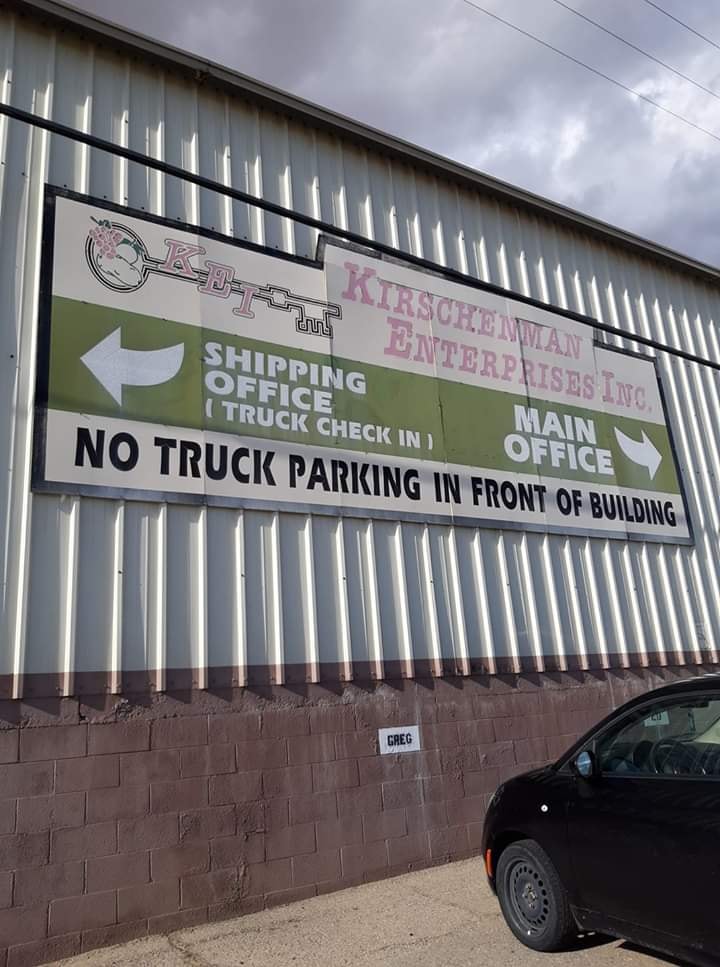 KEI
KIRSCHENMAN
ENTERPRISES INC.
SHIPPING
OFFICE
( TRUCK CHECK IN )
MAIN
OFFICE
NO TRUCK PARKING IN FRONT OF BUILDING
GREG